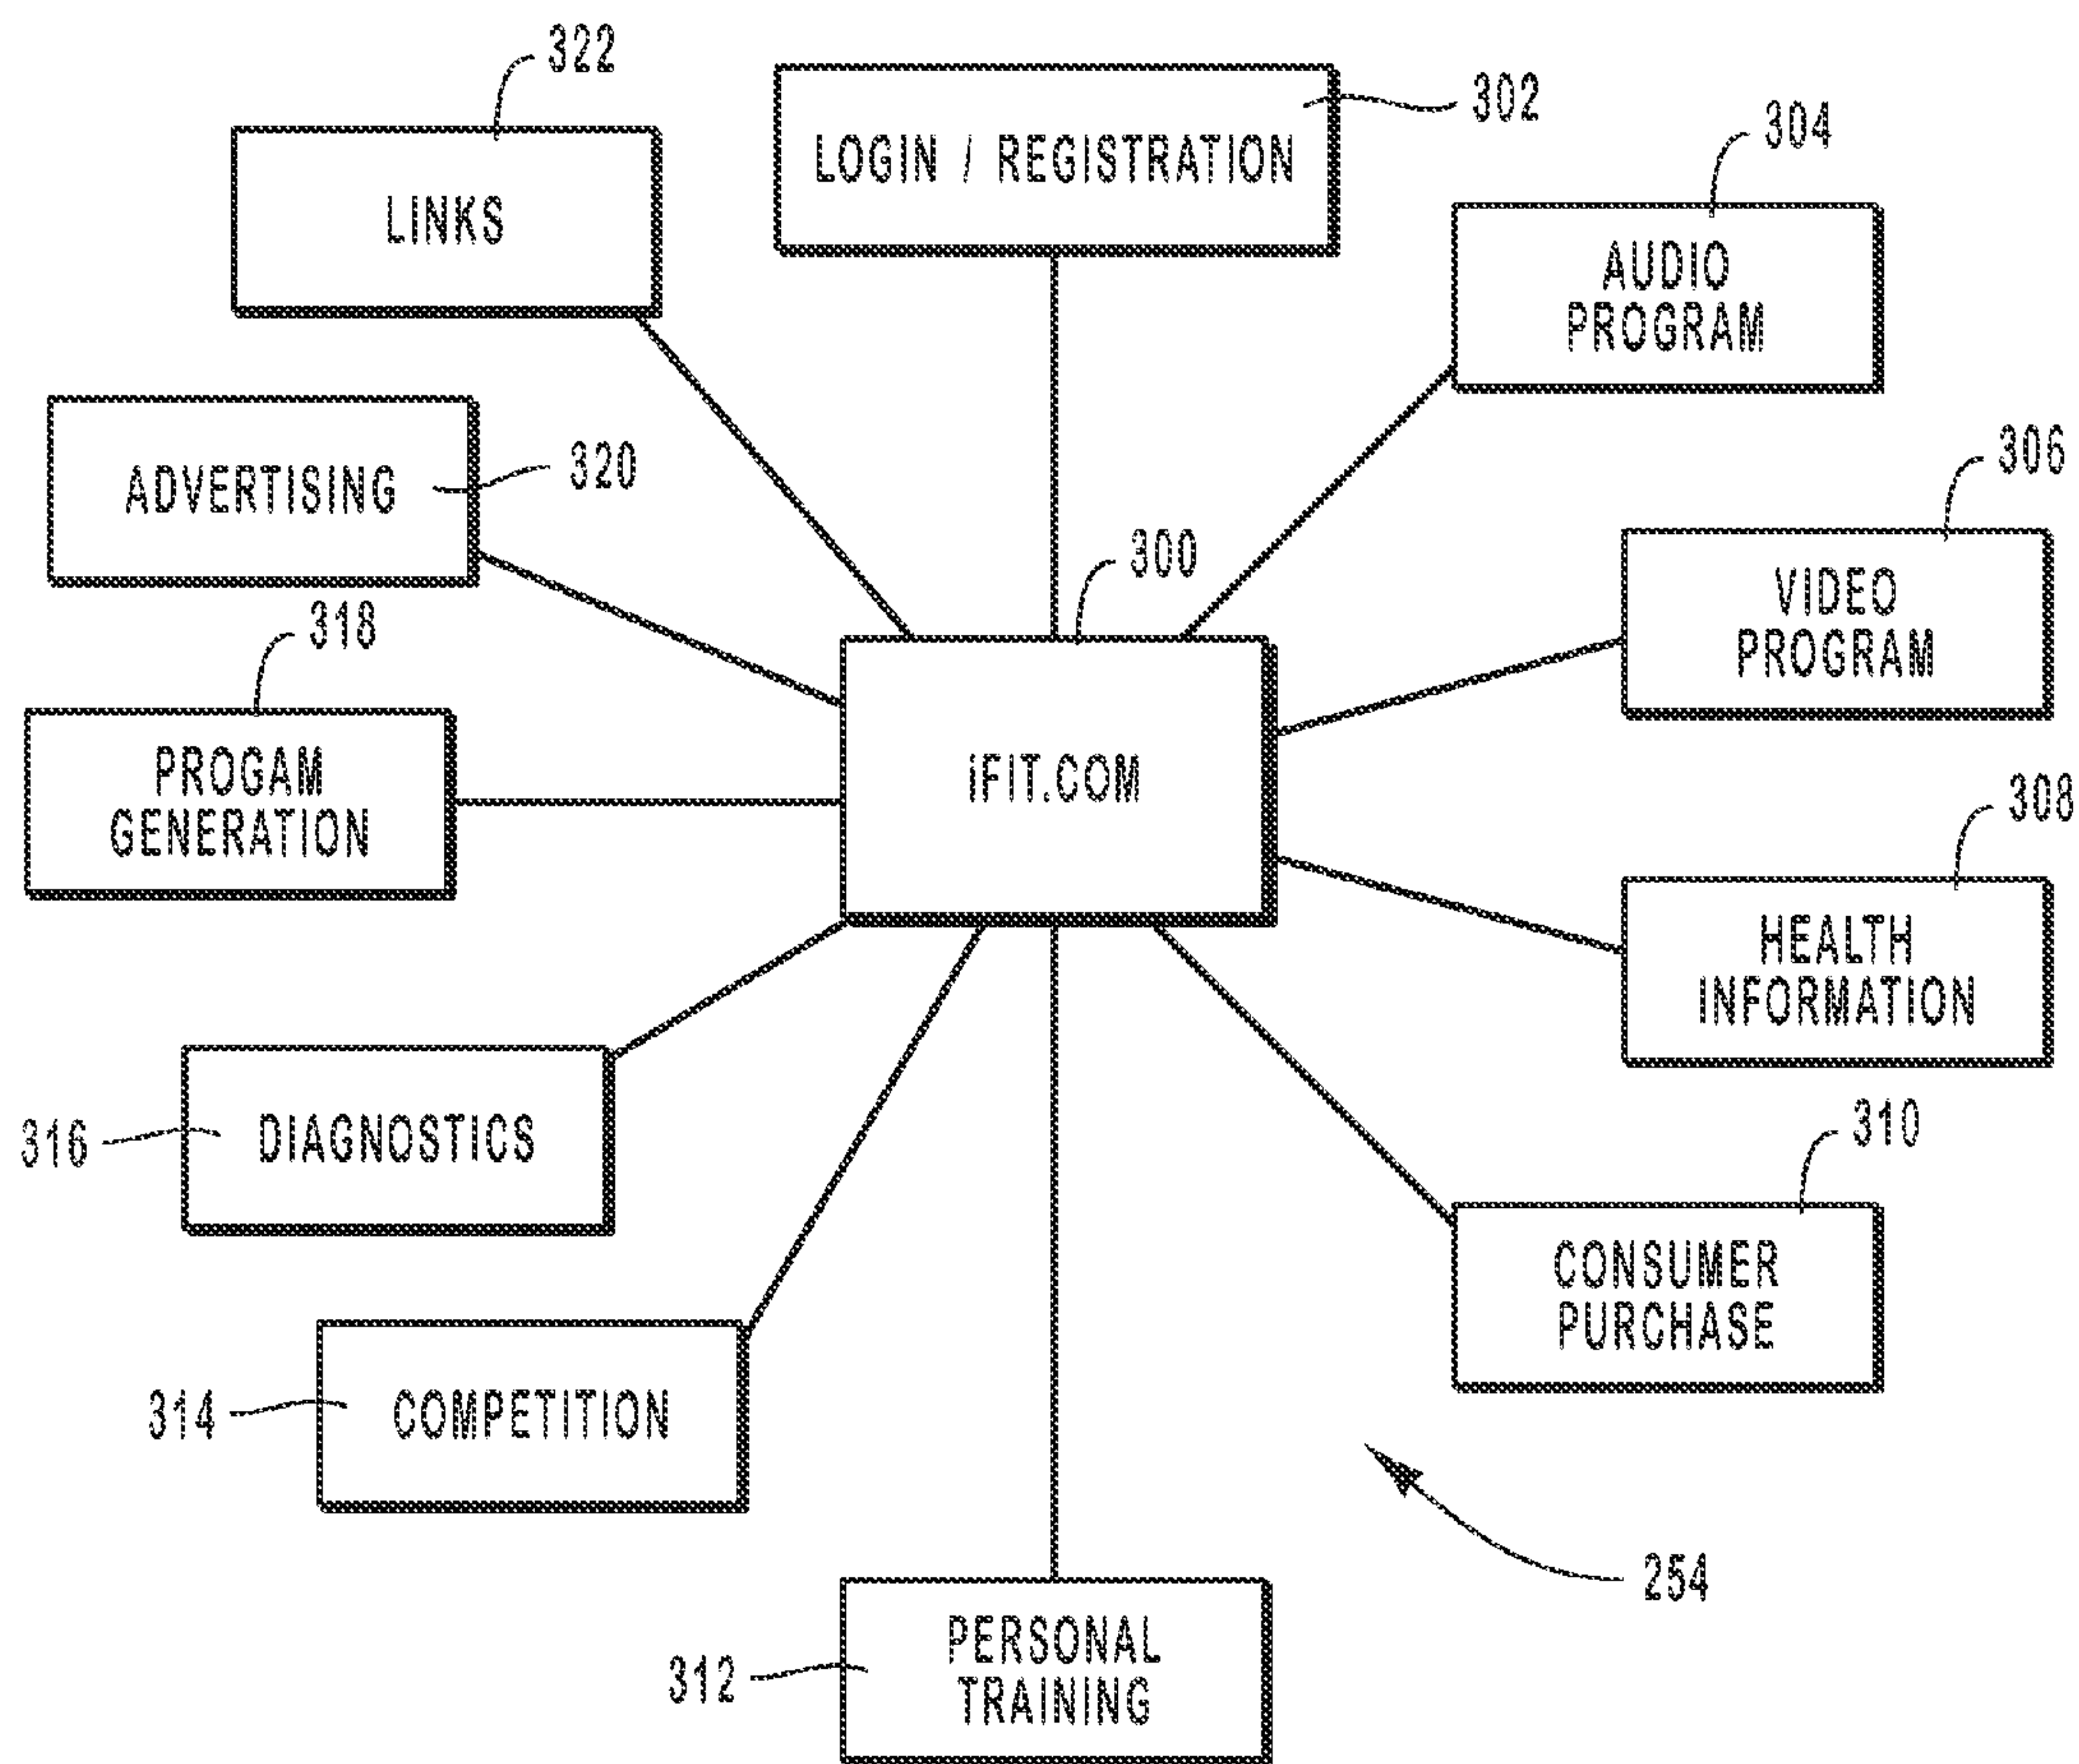 322
302
LOGIN / REGISTRATION
304
LINKS
AUDIO
PROGRAM
306
ADVERTISING
320
300
VIDEO
PROGRAM
318
PROGAM
GENERATION
iFIT.COM
308
HEALTH
INFORMATION
316
DIAGNOSTICS
310
CONSUMER
PURCHASE
314
COMPETITION
254
312
PERSONAL
TRAINING